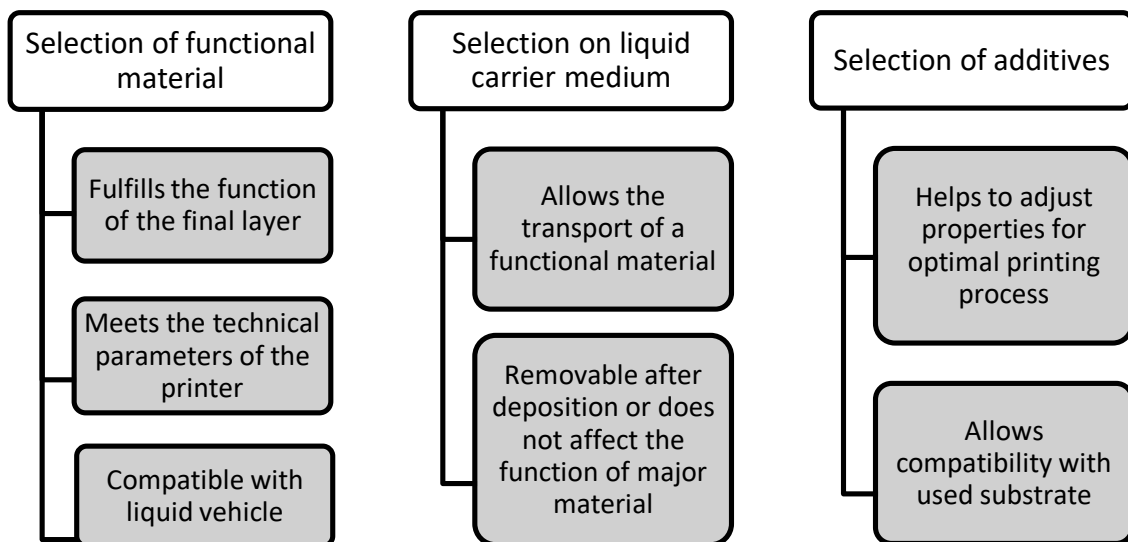 Selection of functional
material
Fulfills the function
of the final layer
Meets the technical
parameters of the
printer
Compatible with
liquid vehicle
Selection on liquid
carrier medium
Allows the
transport of a
functional material
Removable after
deposition or does
not affect the
function of major
material
Selection of additives
Helps to adjust
properties for
optimal printing
process
Allows
compatibility with
used substrate